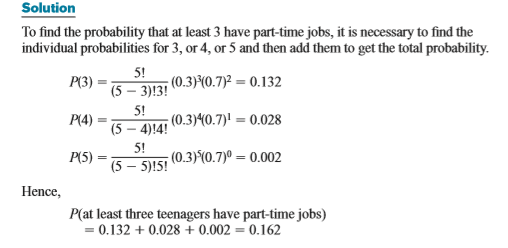 Solution
To find the probability that at least 3 have part-time jobs, it is necessary to find the
individual probabilities for 3, or 4, or 5 and then add them to get the total probability.
P(3) = 5!/((5 − 3)!3!) (0.3)³(0.7)² = 0.132
P(4) = 5!/((5 − 4)!4!) (0.3)⁴(0.7)¹ = 0.028
P(5) = 5!/((5 − 5)!5!) (0.3)⁵(0.7)⁰ = 0.002
Hence,
P(at least three teenagers have part-time jobs)
= 0.132 + 0.028 + 0.002 = 0.162